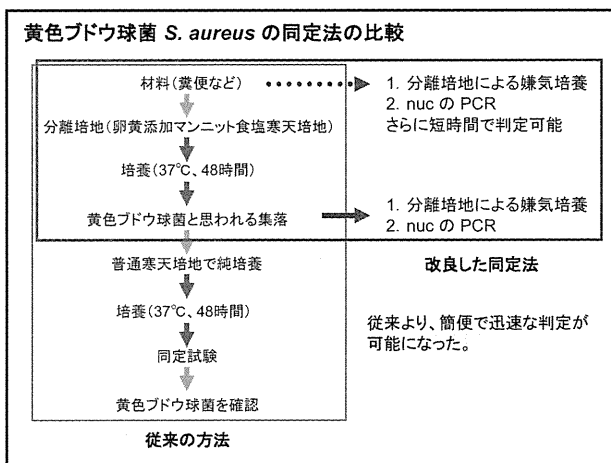 黄色ブドウ球菌 S. aureus の同定法の比較
材料(糞便など)
分離培地(卵黄添加マンニット食塩寒天培地)
培養(37℃、48時間)
黄色ブドウ球菌と思われる集落
普通寒天培地で純培養
培養(37℃、48時間)
同定試験
黄色ブドウ球菌を確認
従来の方法
1. 分離培地による嫌気培養
2. nuc の PCR
さらに短時間で判定可能
1. 分離培地による嫌気培養
2. nuc の PCR
改良した同定法
従来より、簡便で迅速な判定が
可能になった。